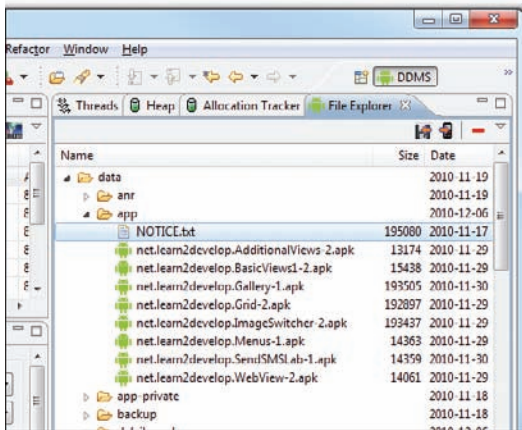 Refactor Window Help
DDMS
Threads Heap Allocation Tracker File Explorer
Name Size Date
data 2010-11-19
anr 2010-11-19
app 2010-12-06
NOTICE.txt 195080 2010-11-17
net.learn2develop.AdditionalViews-2.apk 13174 2010-11-29
net.learn2develop.BasicViews1-2.apk 15438 2010-11-29
net.learn2develop.Gallery-1.apk 193505 2010-11-30
net.learn2develop.Grid-2.apk 192897 2010-11-29
net.learn2develop.ImageSwitcher-2.apk 193437 2010-11-29
net.learn2develop.Menus-1.apk 14363 2010-11-29
net.learn2develop.SendSMSLab-1.apk 14359 2010-11-30
net.learn2develop.WebView-2.apk 14061 2010-11-29
app-private 2010-11-18
backup 2010-11-18